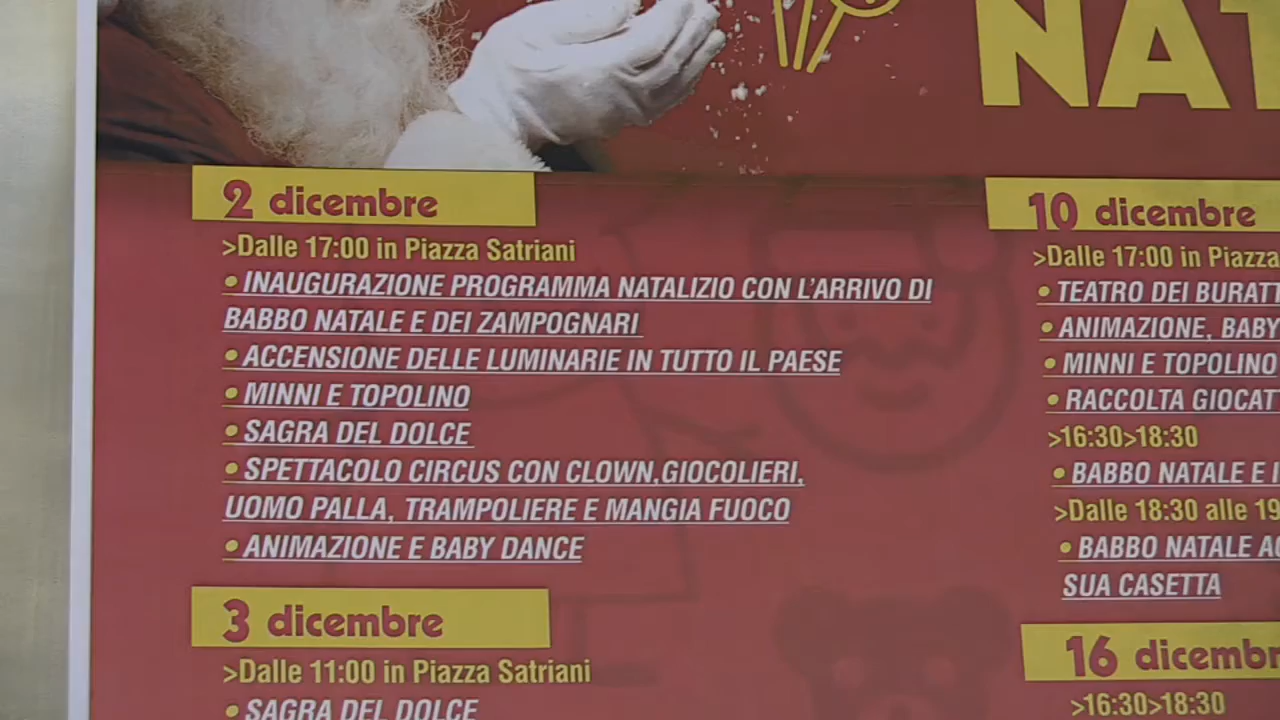 NAT
2 dicembre
>Dalle 17:00 in Piazza Satriani
• INAUGURAZIONE PROGRAMMA NATALIZIO CON L'ARRIVO DI
BABBO NATALE E DEI ZAMPOGNARI
• ACCENSIONE DELLE LUMINARIE IN TUTTO IL PAESE
• MINNI E TOPOLINO
• SAGRA DEL DOLCE
• SPETTACOLO CIRCUS CON CLOWN,GIOCOLIERI,
UOMO PALLA, TRAMPOLIERE E MANGIA FUOCO
• ANIMAZIONE E BABY DANCE
3 dicembre
>Dalle 11:00 in Piazza Satriani
• SAGRA DEL DOLCE
10 dicembre
>Dalle 17:00 in Piazza
• TEATRO DEI BURATT
• ANIMAZIONE, BABY
• MINNI E TOPOLINO
• RACCOLTA GIOCAT
>16:30>18:30
• BABBO NATALE E
>Dalle 18:30 alle 19
• BABBO NATALE
SUA CASETTA
16 dicembr
>16:30>18:30